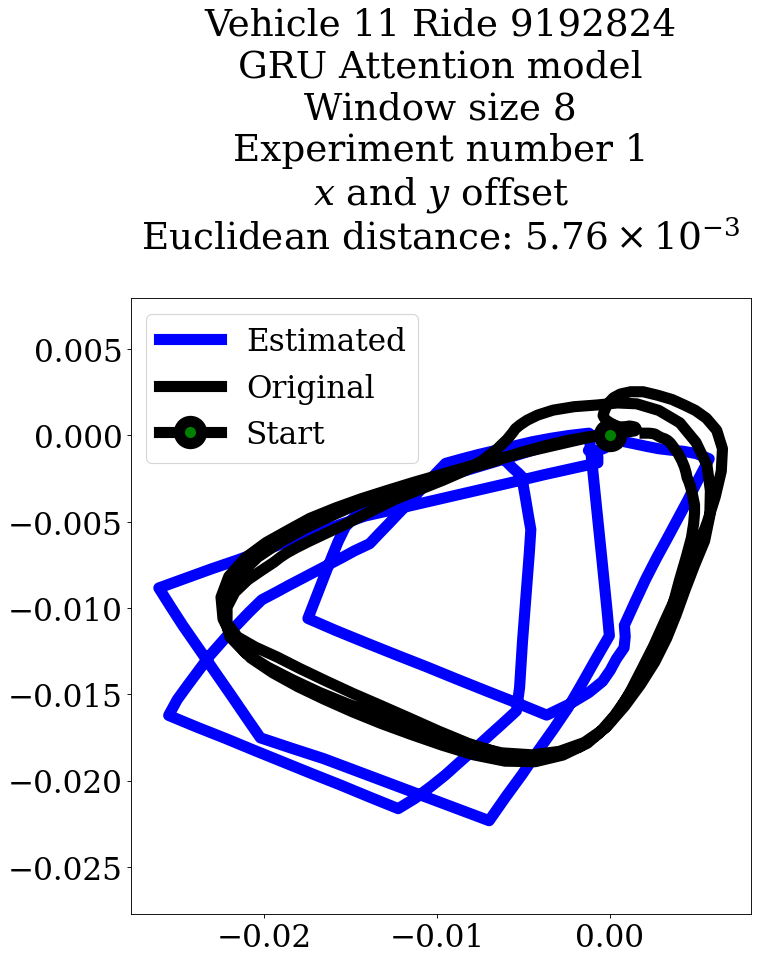 Vehicle 11 Ride 9192824
GRU Attention model
Window size 8
Experiment number 1
x and y offset
Euclidean distance: 5.76 × 10⁻³
Estimated
Original
Start
0.005
0.000
−0.005
−0.010
−0.015
−0.020
−0.025
−0.02
−0.01
0.00